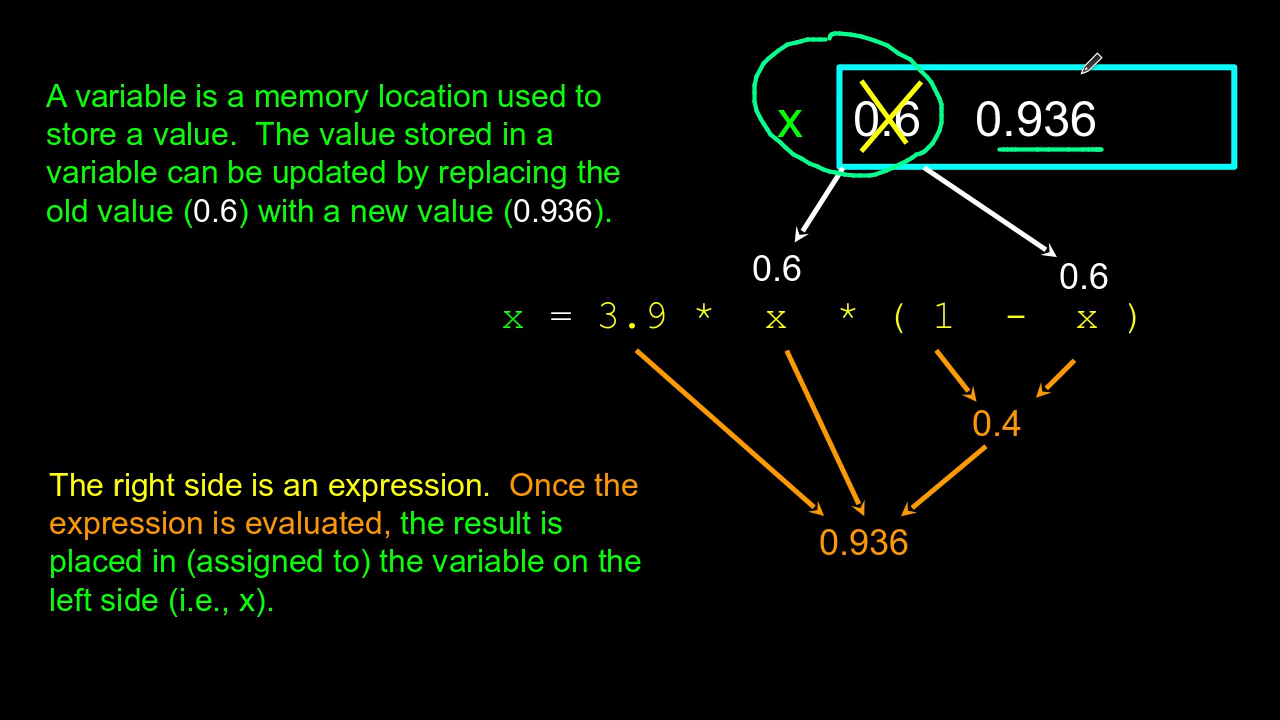 A variable is a memory location used to
store a value.  The value stored in a
variable can be updated by replacing the
old value (0.6) with a new value (0.936).
x 0.6 0.936
0.6 0.6
x = 3.9 * x * ( 1 - x )
0.4
0.936
The right side is an expression.  Once the
expression is evaluated, the result is
placed in (assigned to) the variable on the
left side (i.e., x).